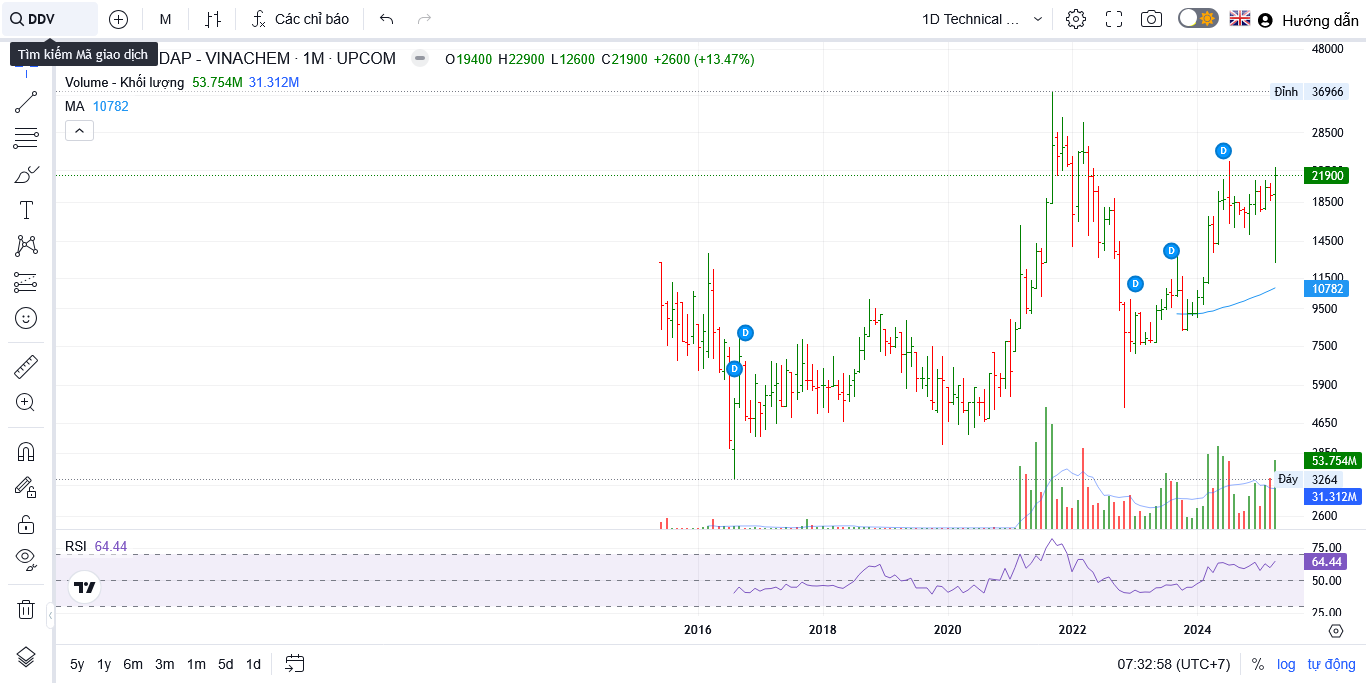 DDV M Các chỉ báo 1D Technical ... Hướng dẫn
Tìm kiếm Mã giao dịch DAP - VINACHEM · 1M · UPCOM O19400 H22900 L12600 C21900 +2600 (+13.47%)
Volume - Khối lượng 53.754M 31.312M
MA 10782
48000
Đỉnh 36966
28500
D
21900
18500
14500
D
11500
D
10782
9500
D
7500
D
5900
4650
53.754M
Đáy 3264
31.312M
2600
RSI 64.44
75.00
64.44
50.00
25.00
2016 2018 2020 2022 2024
5y 1y 6m 3m 1m 5d 1d 07:32:58 (UTC+7) % log tự động